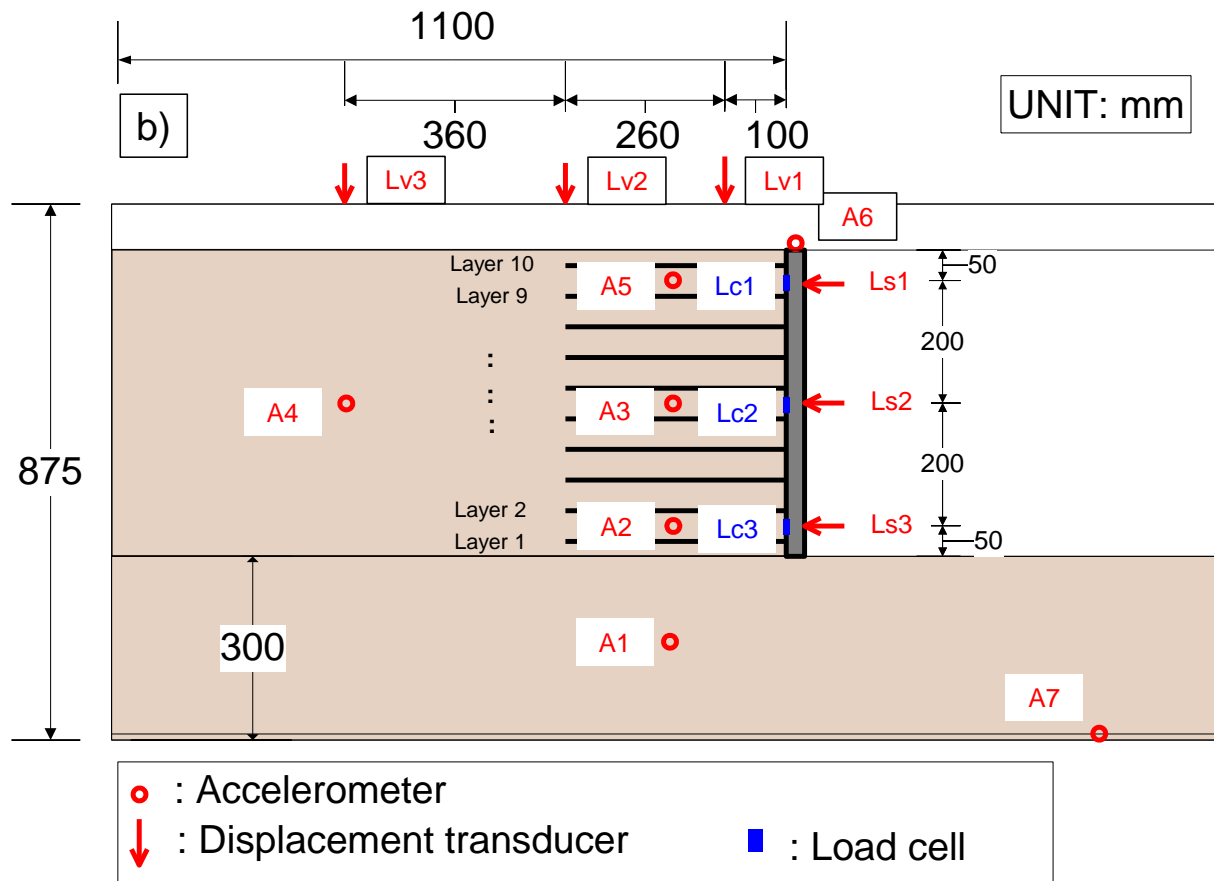 1100
b)
UNIT: mm
360
260
100
Lv3
Lv2
Lv1
A6
Layer 10
50
A5
Lc1
Ls1
Layer 9
200
:
A4
.
A3
Lc2
Ls2
:
875
200
Layer 2
A2
Lc3
Ls3
Layer 1
50
300
A1
A7
: Accelerometer
: Displacement transducer
: Load cell